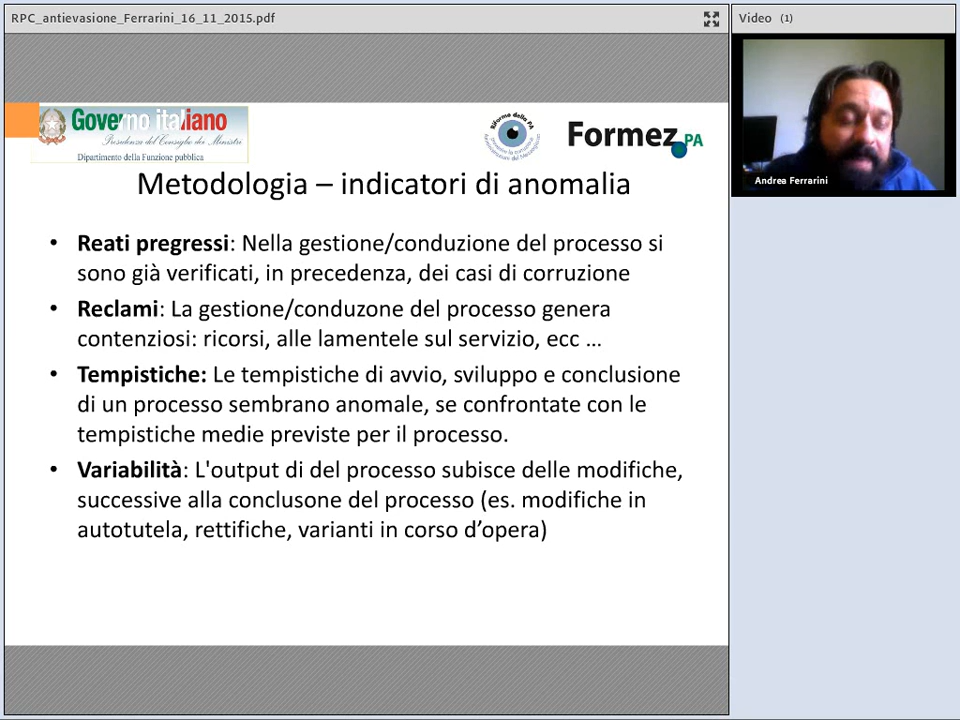 RPC_antievasione_Ferrarini_16_11_2015.pdf
Video (1)
Governo italiano
Presidenza del Consiglio dei Ministri
Dipartimento della Funzione pubblica
Riforme della PA
Formez PA
Andrea Ferrarini
Metodologia – indicatori di anomalia
• Reati pregressi: Nella gestione/conduzione del processo si
sono già verificati, in precedenza, dei casi di corruzione
• Reclami: La gestione/conduzone del processo genera
contenziosi: ricorsi, alle lamentele sul servizio, ecc …
• Tempistiche: Le tempistiche di avvio, sviluppo e conclusione
di un processo sembrano anomale, se confrontate con le
tempistiche medie previste per il processo.
• Variabilità: L'output di del processo subisce delle modifiche,
successive alla conclusone del processo (es. modifiche in
autotutela, rettifiche, varianti in corso d’opera)